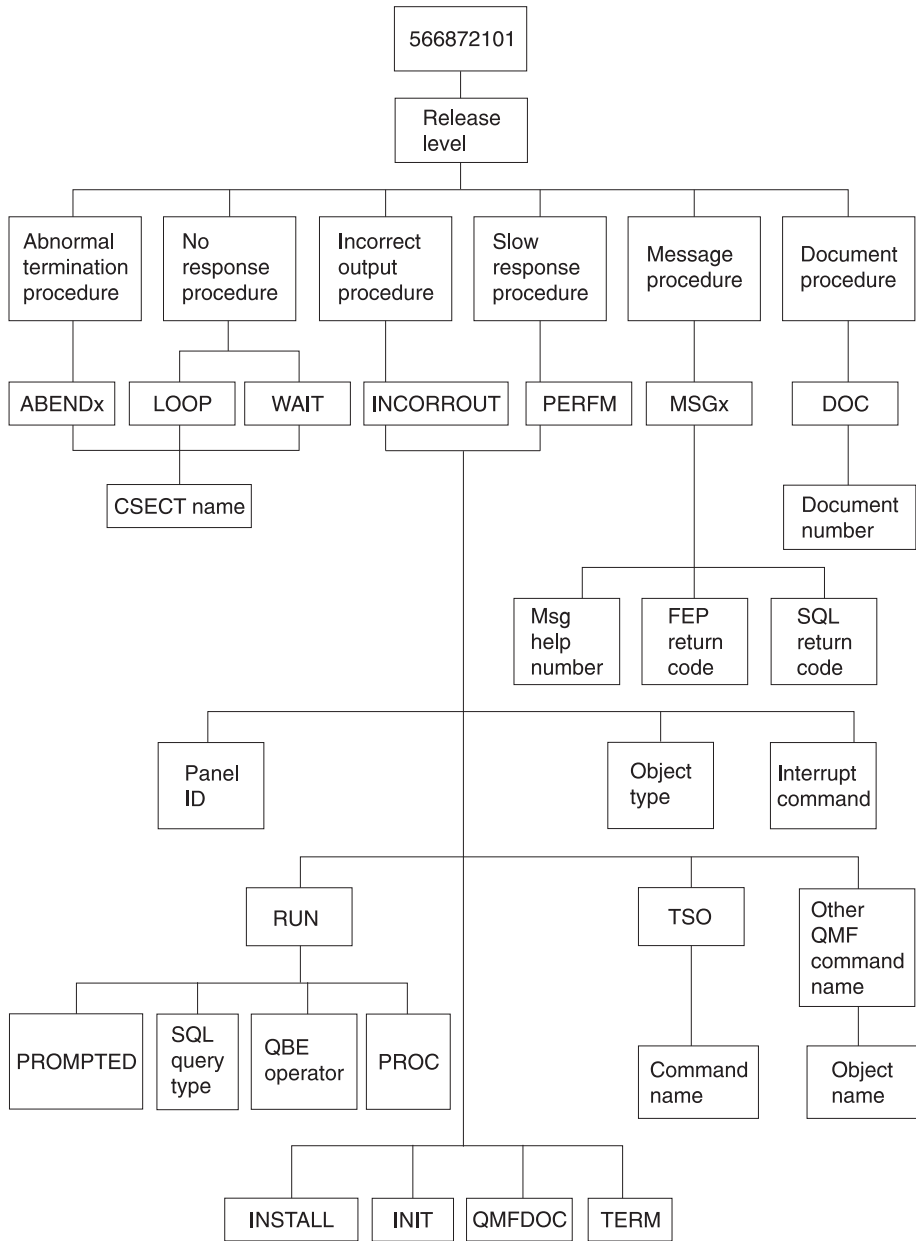 566872101
Release
level
Abnormal
termination
procedure
No
response
procedure
Incorrect
output
procedure
Slow
response
procedure
Message
procedure
Document
procedure
ABENDx
LOOP
WAIT
INCORROUT
PERFM
MSGx
DOC
CSECT name
Document
number
Msg
help
number
FEP
return
code
SQL
return
code
Panel
ID
Object
type
Interrupt
command
RUN
TSO
Other
QMF
command
name
PROMPTED
SQL
query
type
QBE
operator
PROC
Command
name
Object
name
INSTALL
INIT
QMFDOC
TERM